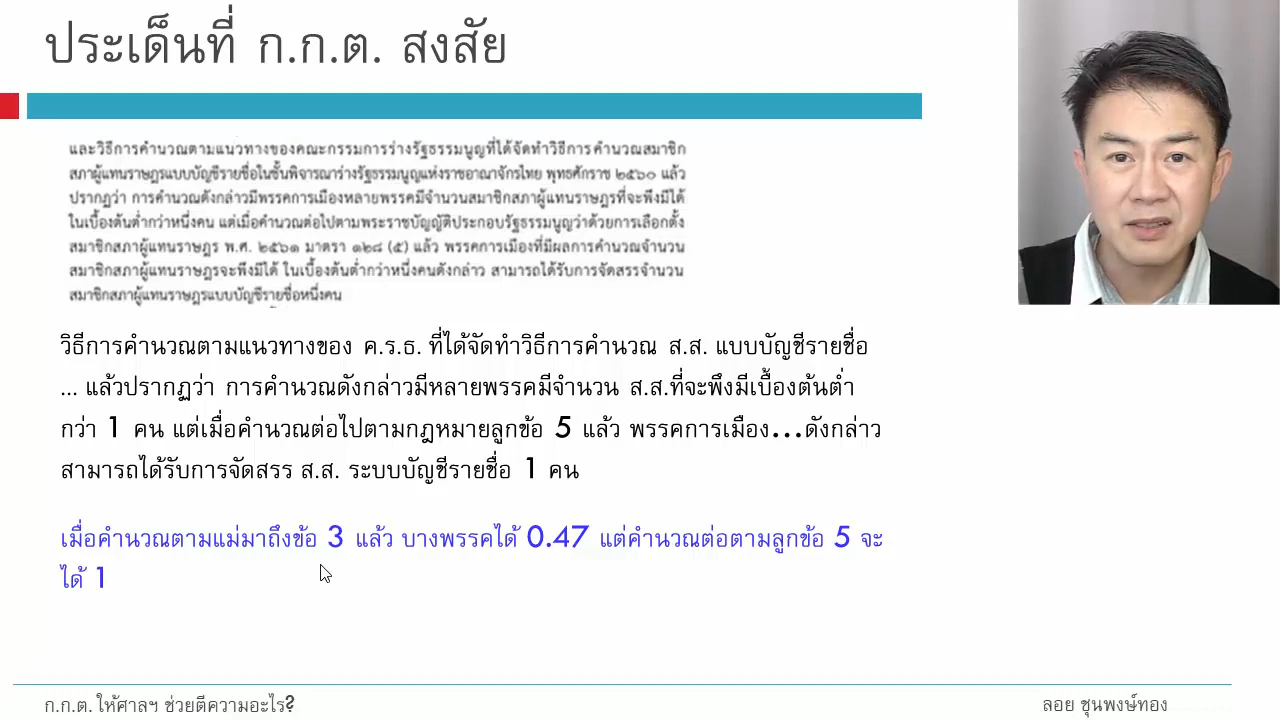 ประเด็นที่ ก.ก.ต. สงสัย
และวิธีการคำนวณตามแนวทางของคณะกรรมการร่างรัฐธรรมนูญที่ได้จัดทำวิธีการคำนวณสมาชิก
สภาผู้แทนราษฎรแบบบัญชีรายชื่อในชั้นพิจารณาร่างรัฐธรรมนูญแห่งราชอาณาจักรไทย พุทธศักราช ๒๕๖๐ แล้ว
ปรากฏว่า การคำนวณดังกล่าวมีพรรคการเมืองหลายพรรคมีจำนวนสมาชิกสภาผู้แทนราษฎรที่จะพึงมีได้
ในเบื้องต้นต่ำกว่าหนึ่งคน แต่เมื่อคำนวณต่อไปตามพระราชบัญญัติประกอบรัฐธรรมนูญว่าด้วยการเลือกตั้ง
สมาชิกสภาผู้แทนราษฎร พ.ศ. ๒๕๖๑ มาตรา ๑๒๘ (๕) แล้ว พรรคการเมืองที่มีผลการคำนวณจำนวน
สมาชิกสภาผู้แทนราษฎรจะพึงมีได้ ในเบื้องต้นต่ำกว่าหนึ่งคนดังกล่าว สามารถได้รับการจัดสรรจำนวน
สมาชิกสภาผู้แทนราษฎรแบบบัญชีรายชื่อหนึ่งคน
วิธีการคำนวณตามแนวทางของ ค.ร.ธ. ที่ได้จัดทำวิธีการคำนวณ ส.ส. แบบบัญชีรายชื่อ
... แล้วปรากฏว่า การคำนวณดังกล่าวมีหลายพรรคมีจำนวน ส.ส.ที่จะพึงมีเบื้องต้นต่ำ
กว่า 1 คน แต่เมื่อคำนวณต่อไปตามกฎหมายลูกข้อ 5 แล้ว พรรคการเมือง...ดังกล่าว
สามารถได้รับการจัดสรร ส.ส. ระบบบัญชีรายชื่อ 1 คน
เมื่อคำนวณตามแม่มาถึงข้อ 3 แล้ว บางพรรคได้ 0.47 แต่คำนวณต่อตามลูกข้อ 5 จะ
ได้ 1
ก.ก.ต. ให้ศาลฯ ช่วยตีความอะไร?
ลอย ชุนพงษ์ทอง